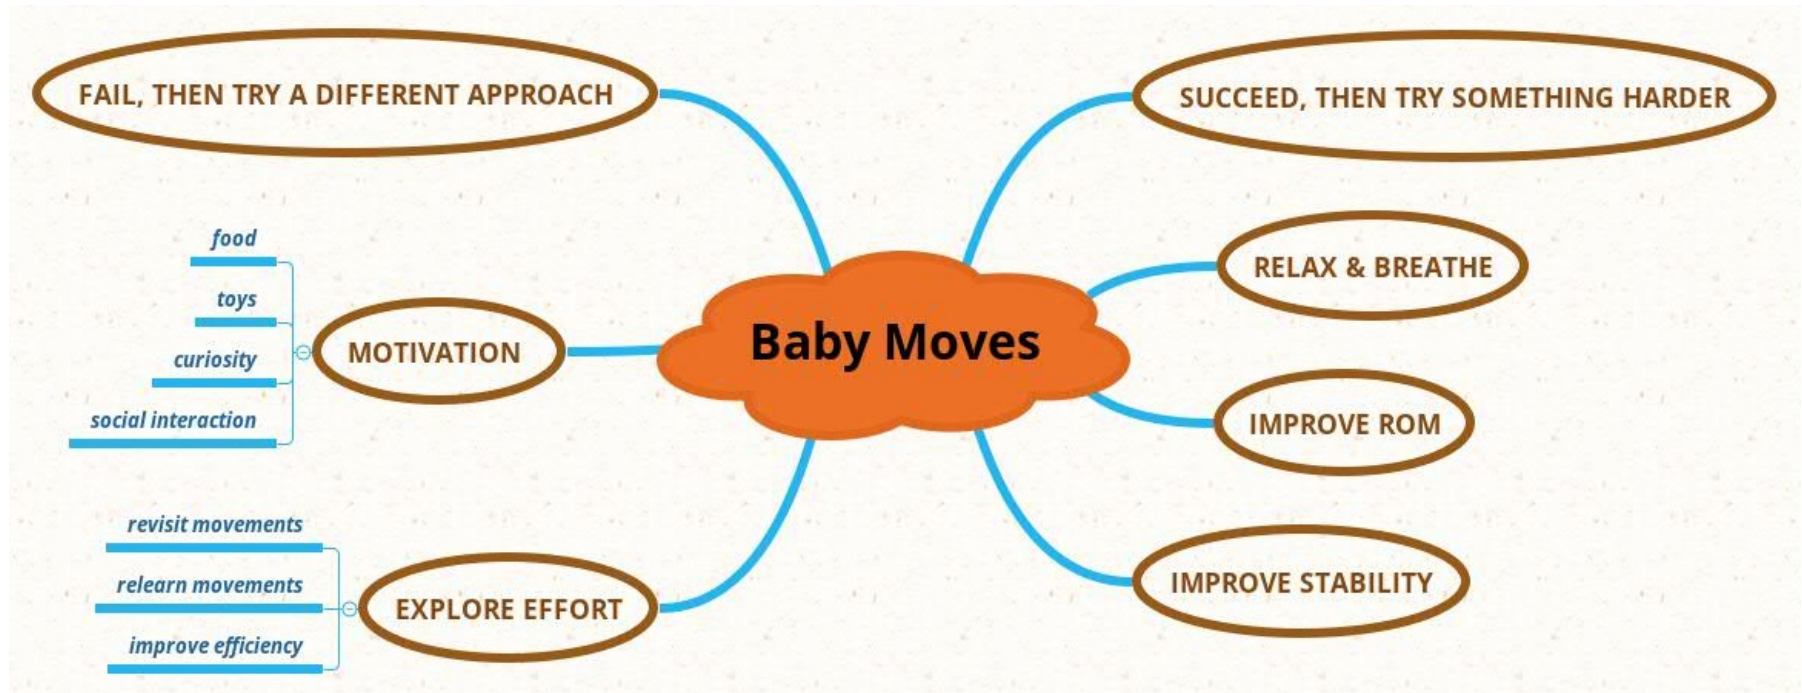 FAIL, THEN TRY A DIFFERENT APPROACH
SUCCEED, THEN TRY SOMETHING HARDER
food
toys
curiosity
social interaction
MOTIVATION
Baby Moves
RELAX & BREATHE
IMPROVE ROM
revisit movements
relearn movements
improve efficiency
EXPLORE EFFORT
IMPROVE STABILITY